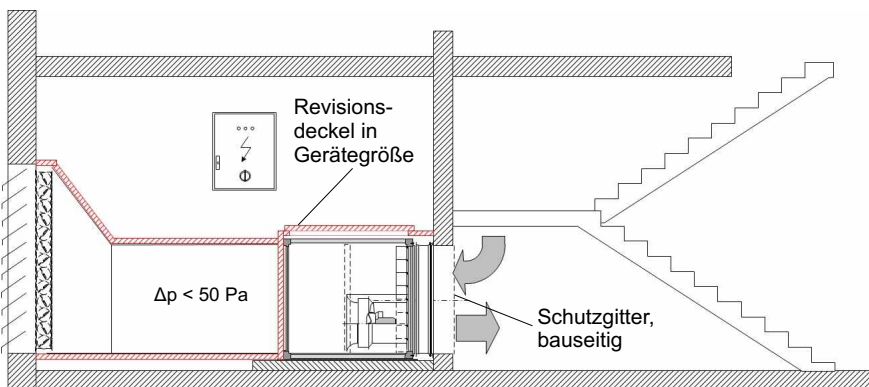 Revisions-
deckel in
Gerätegröße
Δp < 50 Pa
Schutzgitter,
bauseitig